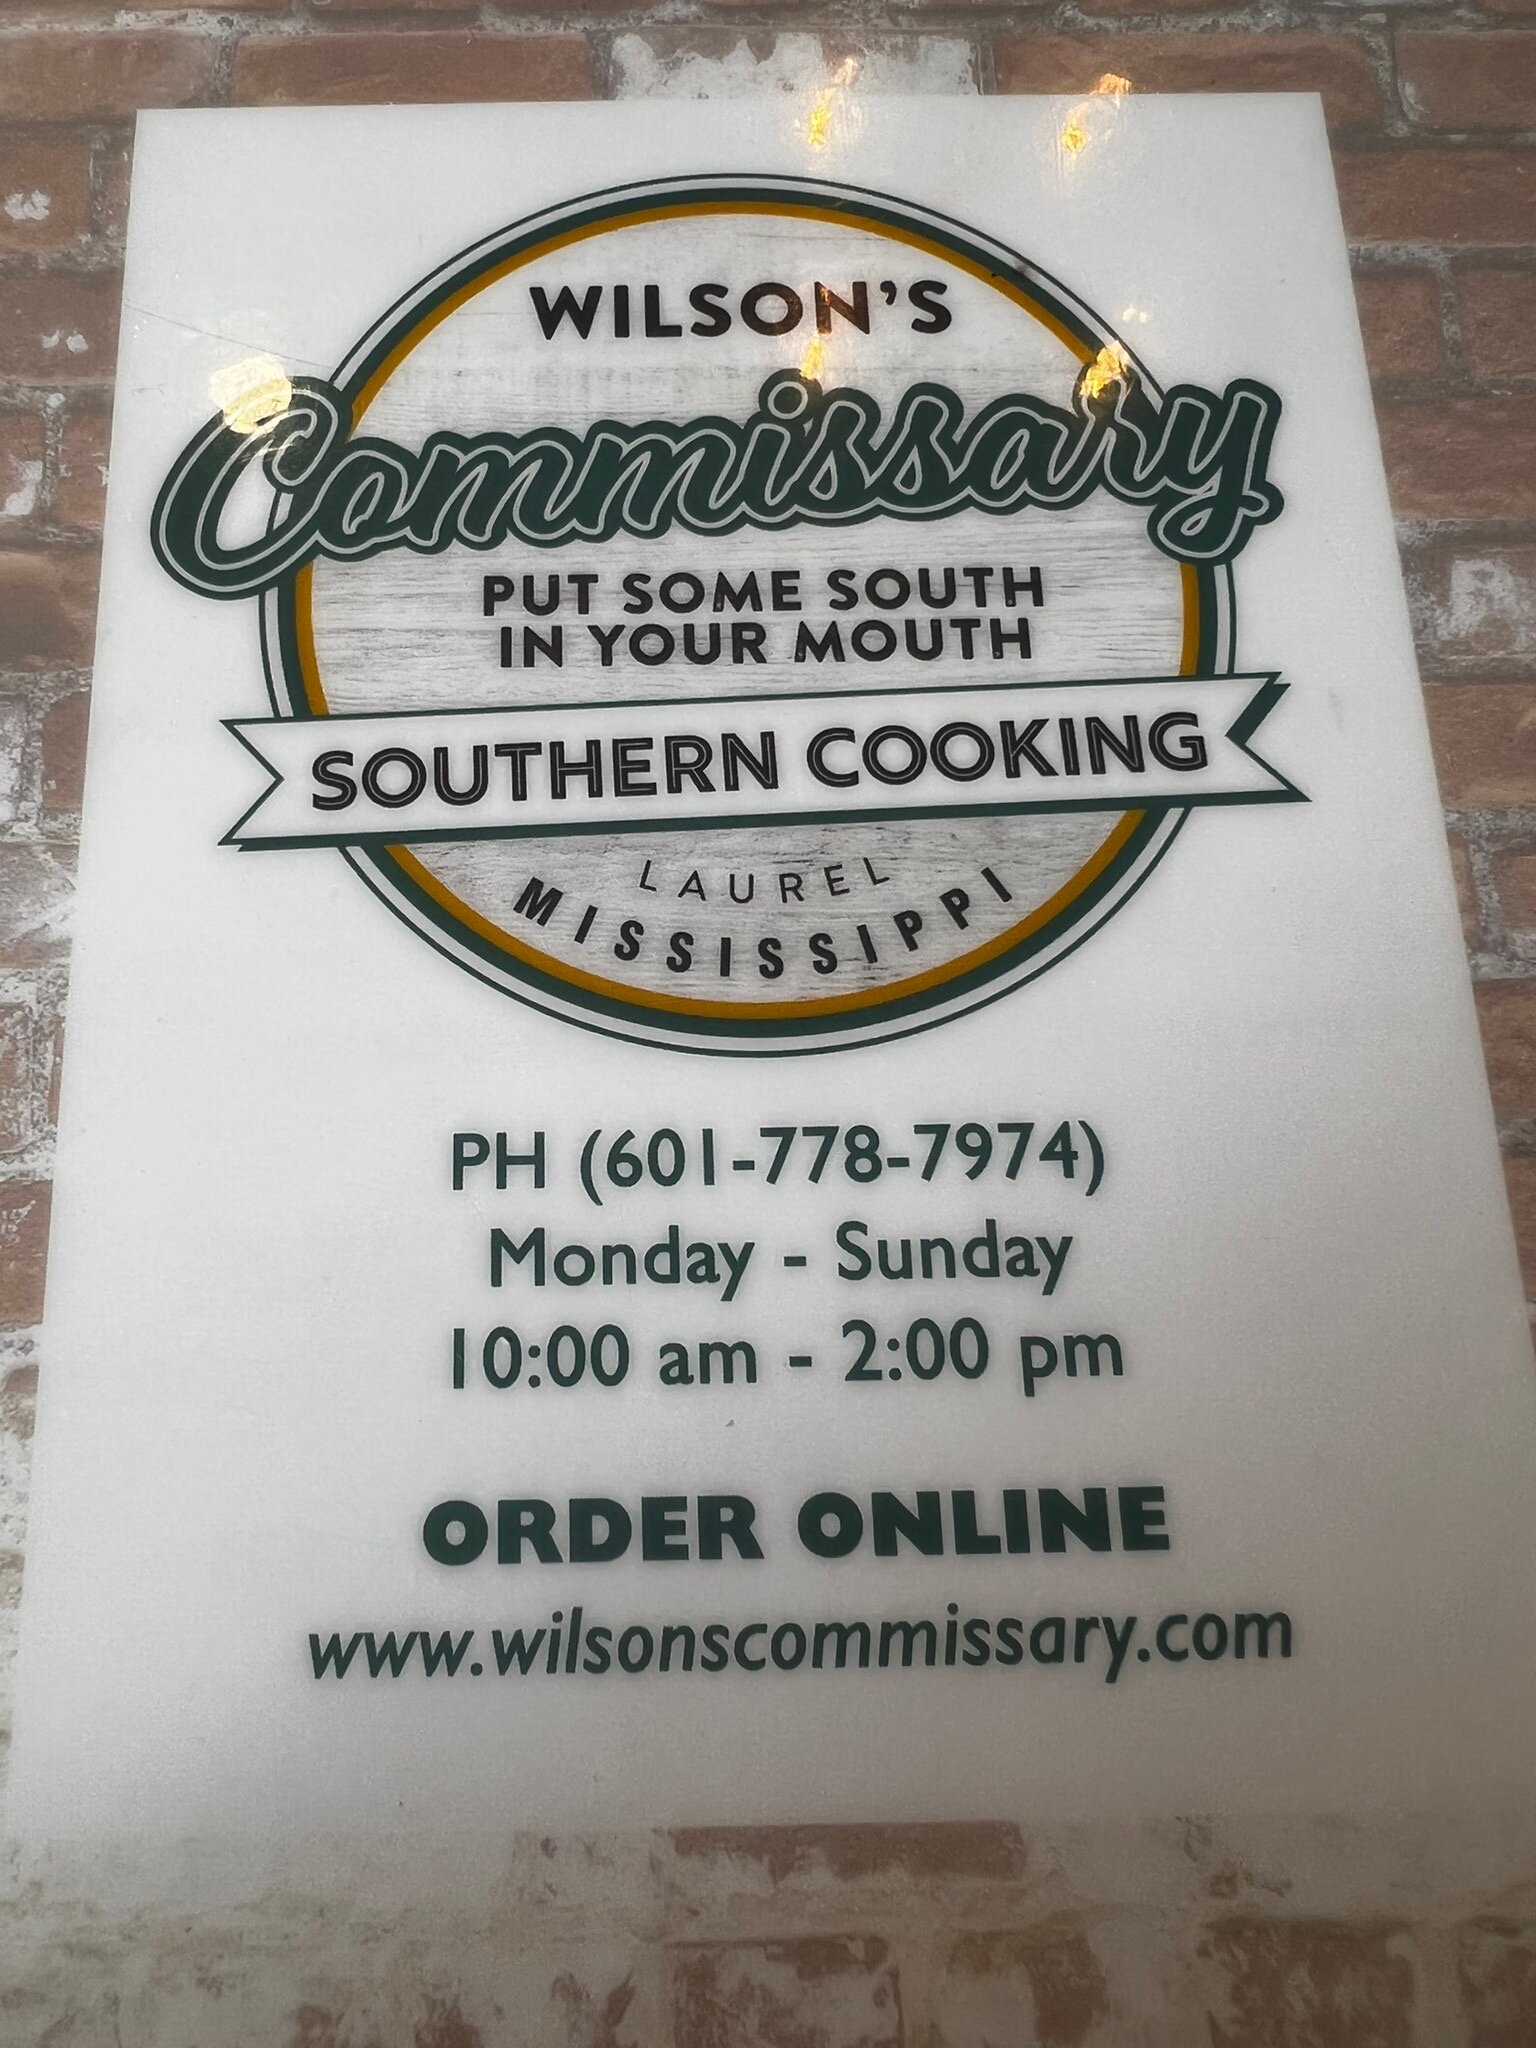 WILSON'S
Commissary
PUT SOME SOUTH
IN YOUR MOUTH
SOUTHERN COOKING
LAUREL
MISSISSIPPI
PH (601-778-7974)
Monday - Sunday
10:00 am - 2:00 pm
ORDER ONLINE
www.wilsonscommissary.com